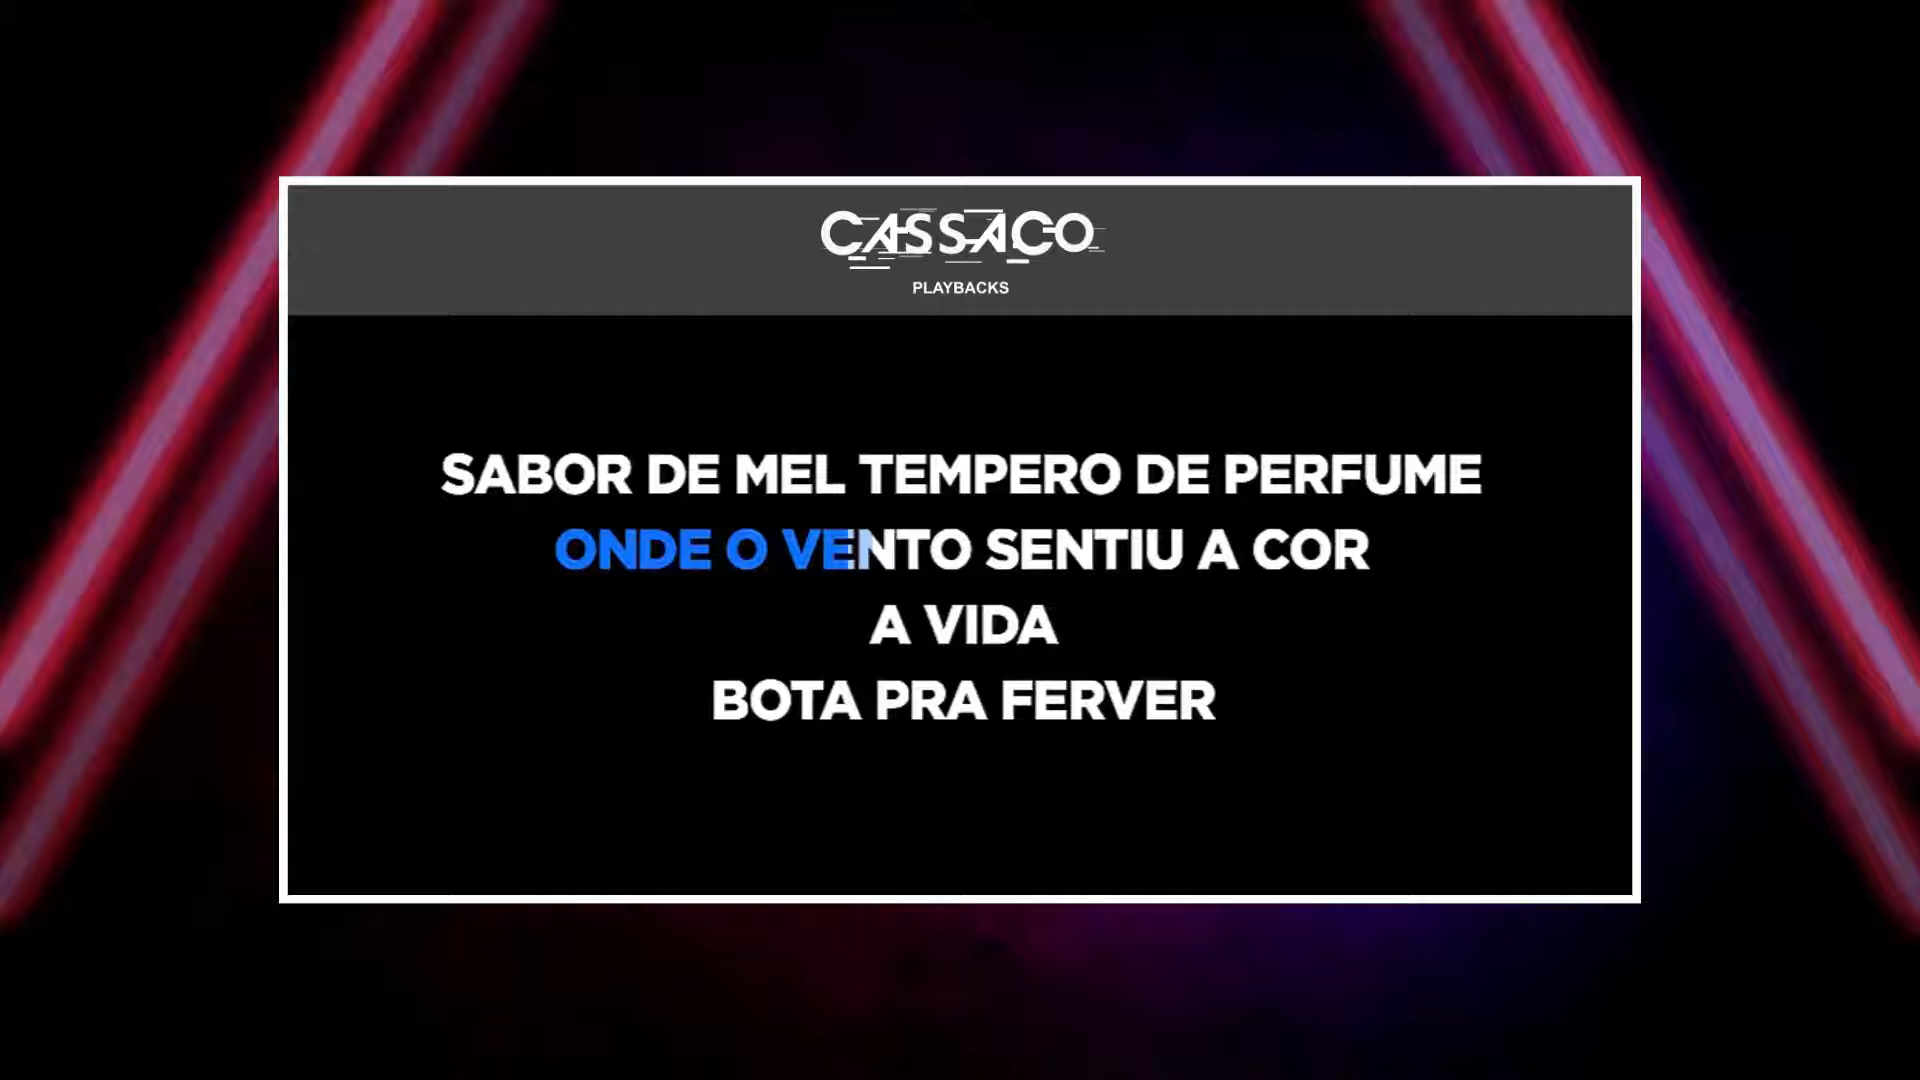 CASSACO
PLAYBACKS
SABOR DE MEL TEMPERO DE PERFUME
ONDE O VENTO SENTIU A COR
A VIDA
BOTA PRA FERVER